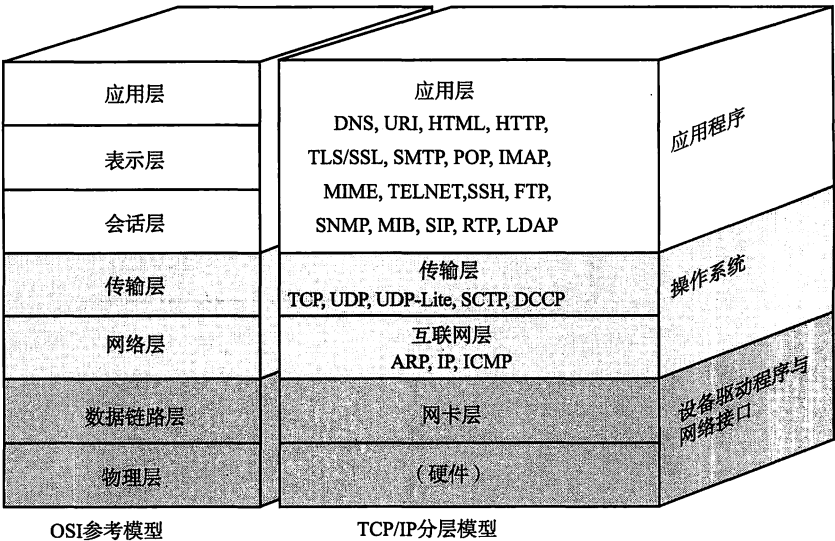 应用层
表示层
会话层
传输层
网络层
数据链路层
物理层
OSI参考模型
应用层
DNS, URI, HTML, HTTP,
TLS/SSL, SMTP, POP, IMAP,
MIME, TELNET,SSH, FTP,
SNMP, MIB, SIP, RTP, LDAP
传输层
TCP, UDP, UDP-Lite, SCTP, DCCP
互联网层
ARP, IP, ICMP
网卡层
（硬件）
TCP/IP分层模型
应用程序
操作系统
设备驱动程序与
网络接口